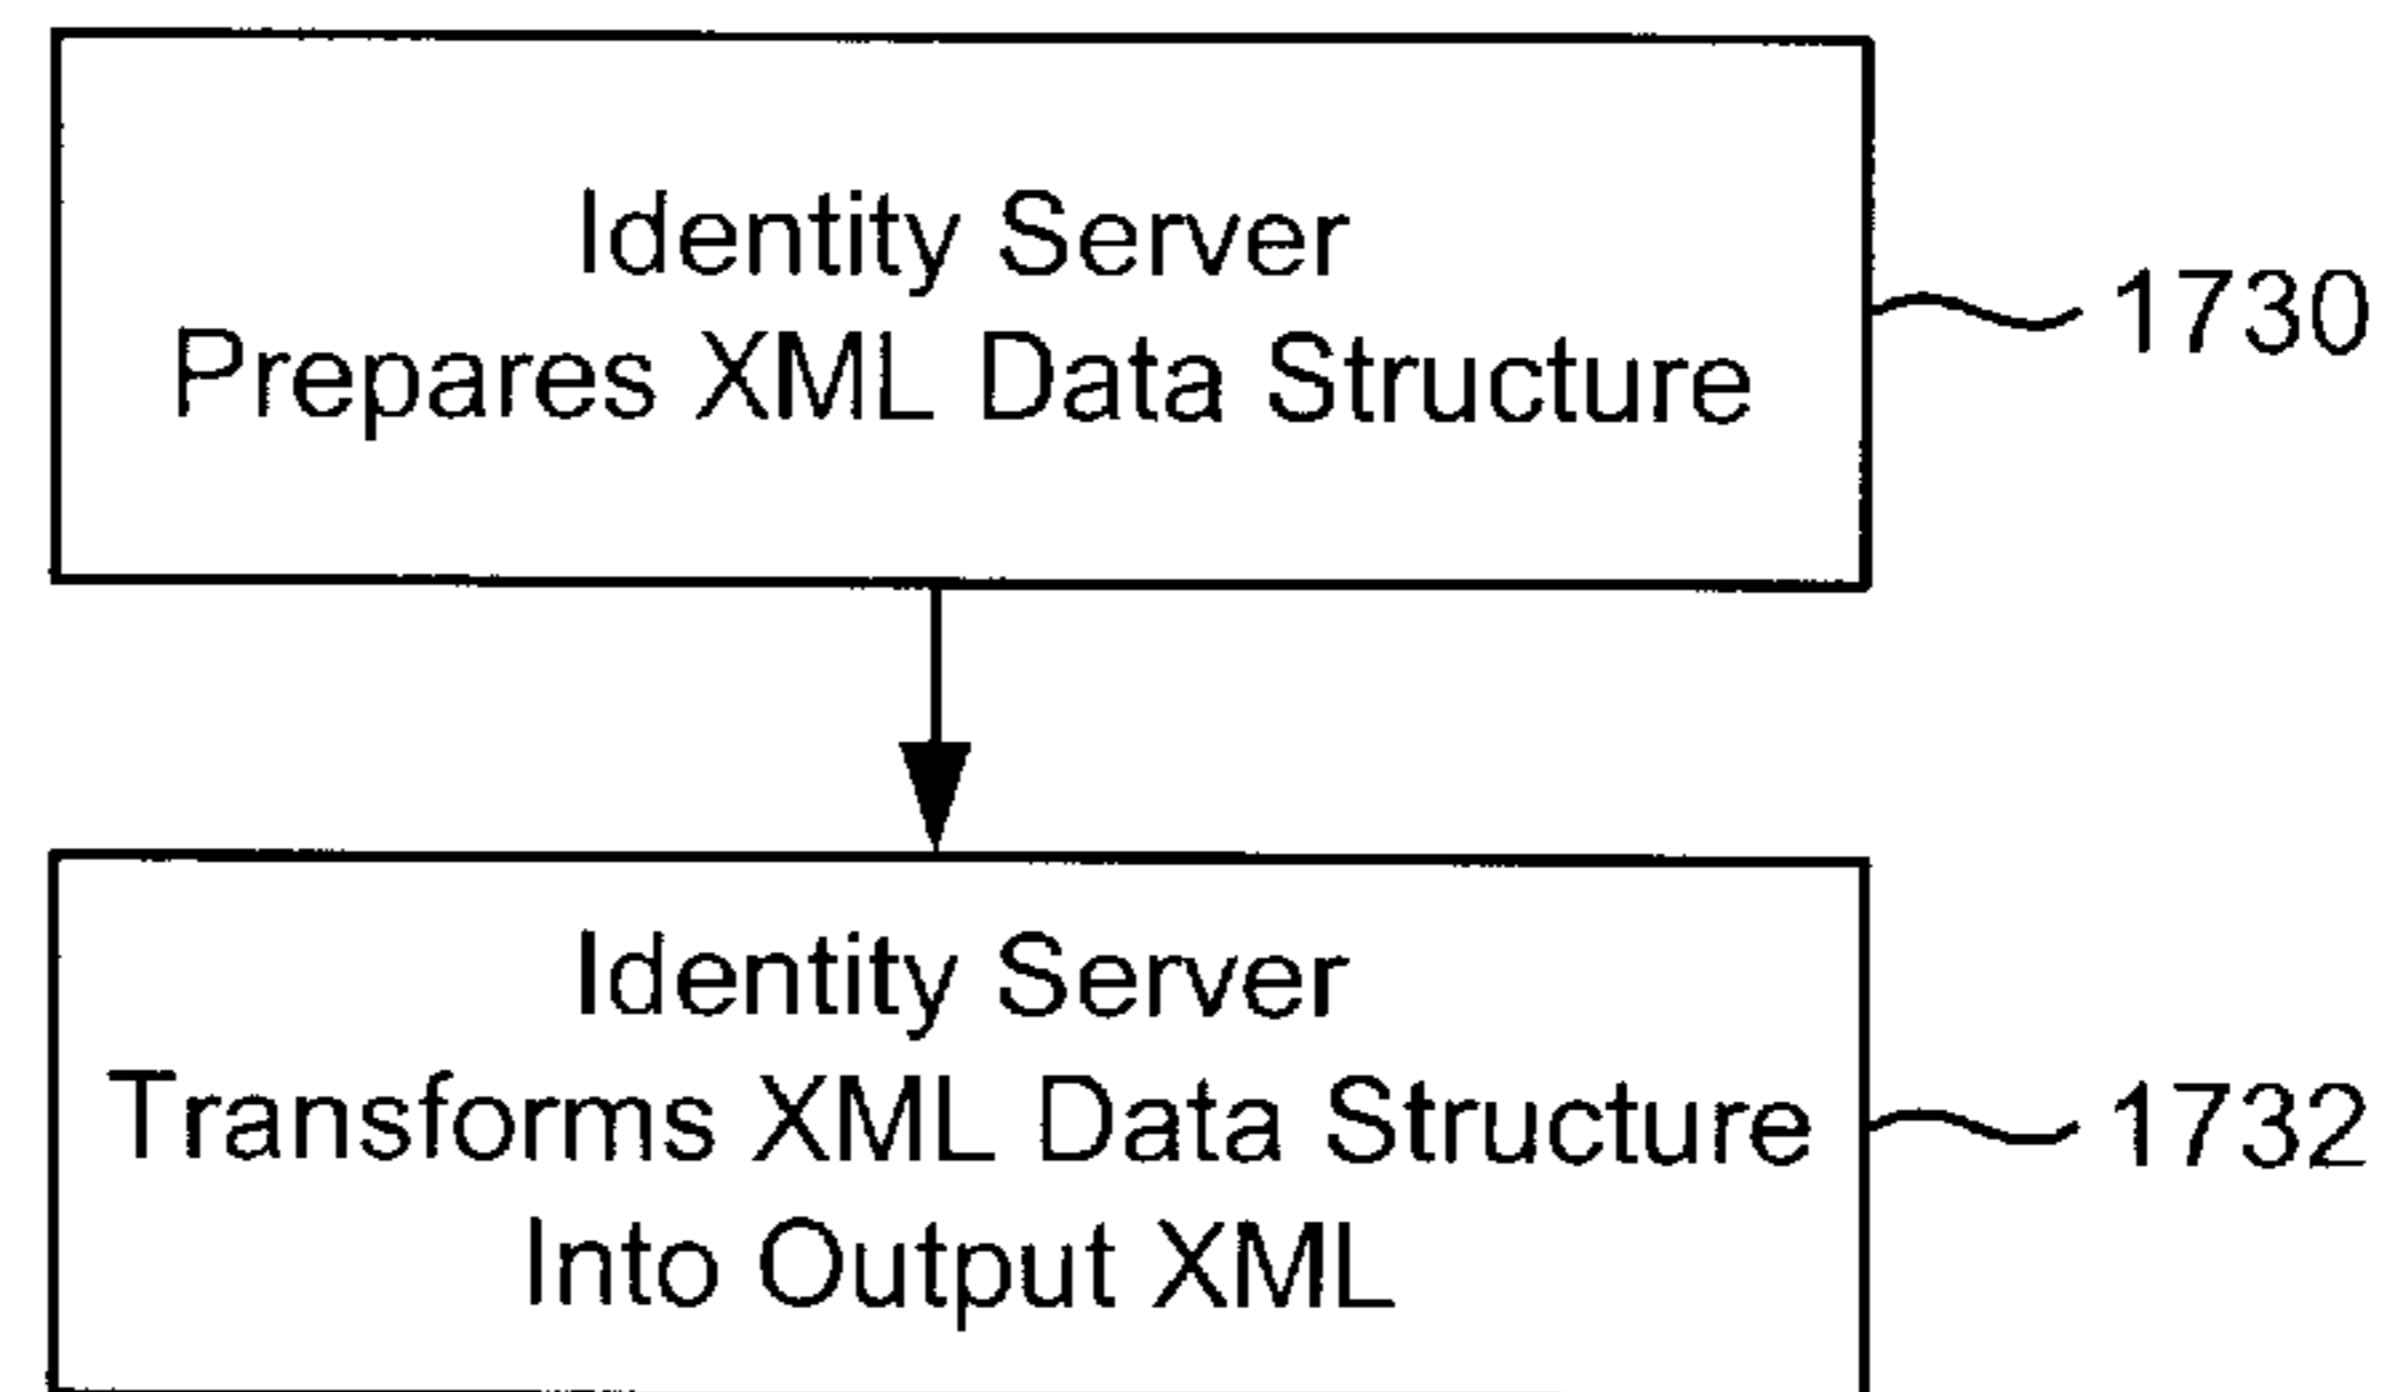 Identity Server
Prepares XML Data Structure
1730
Identity Server
Transforms XML Data Structure
Into Output XML
1732